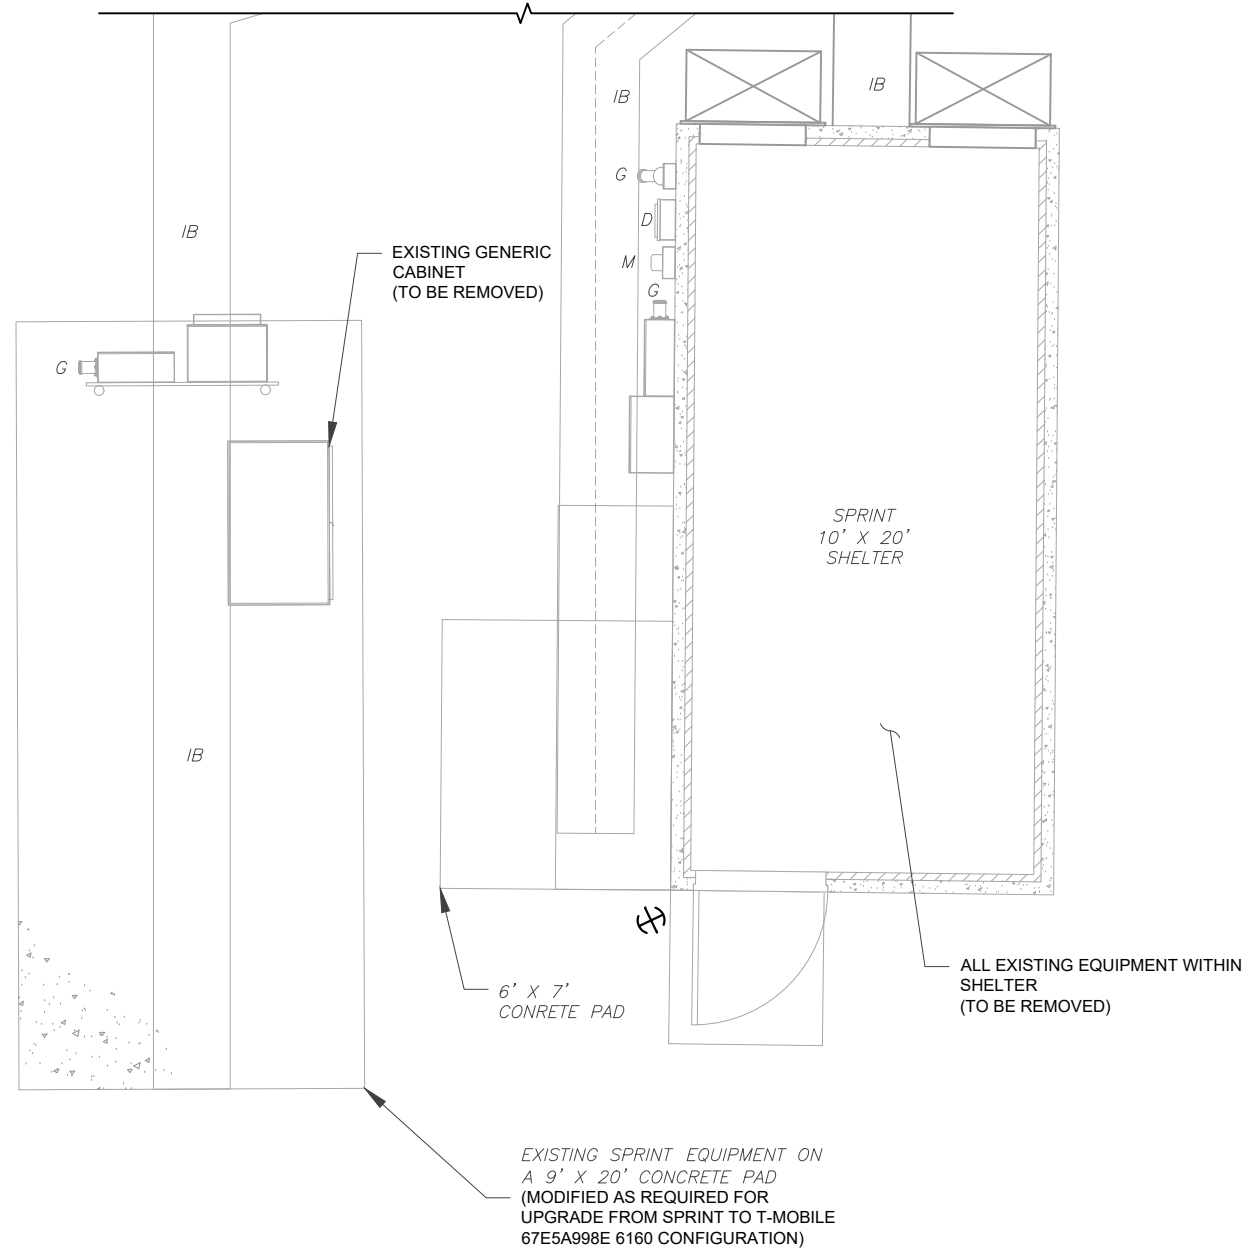 IB
IB
G
IB
D
EXISTING GENERIC
CABINET
(TO BE REMOVED)
M
G
G
SPRINT
10' X 20'
SHELTER
IB
ALL EXISTING EQUIPMENT WITHIN
SHELTER
(TO BE REMOVED)
6' X 7'
CONRETE PAD
EXISTING SPRINT EQUIPMENT ON
A 9' X 20' CONCRETE PAD
(MODIFIED AS REQUIRED FOR
UPGRADE FROM SPRINT TO T-MOBILE
67E5A998E 6160 CONFIGURATION)